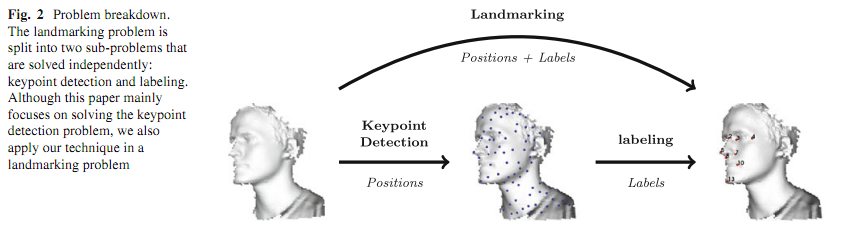 Fig. 2 Problem breakdown.
The landmarking problem is
split into two sub-problems that
are solved independently:
keypoint detection and labeling.
Although this paper mainly
focuses on solving the keypoint
detection problem, we also
apply our technique in a
landmarking problem
Landmarking
Positions + Labels
Keypoint
Detection
Positions
labeling
Labels